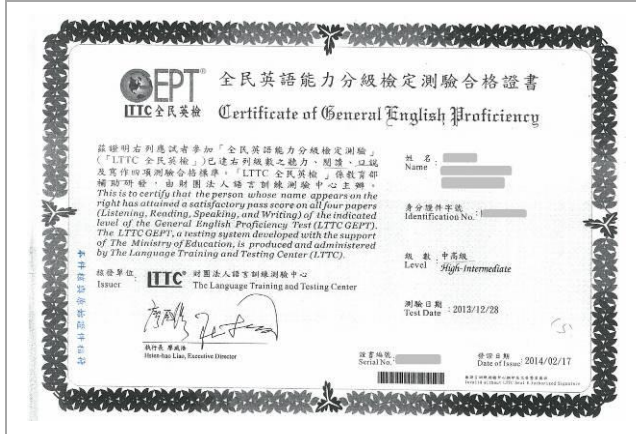 GEPT®
LTTC全民英檢
全民英語能力分級檢定測驗合格證書
Certificate of General English Proficiency
茲證明右列應試者參加「全民英語能力分級檢定測驗」
(「LTTC 全民英檢」)已達右列級數之聽力、閱讀、口說
及寫作四項測驗合格標準。「LTTC 全民英檢」係教育部
補助研發,由財團法人語言訓練測驗中心主辦。
This is to certify that the person whose name appears on the
right has attained a satisfactory pass score on all four papers
(Listening, Reading, Speaking, and Writing) of the indicated
level of the General English Proficiency Test (LTTC GEPT).
The LTTC GEPT, a testing system developed with the support
of The Ministry of Education, is produced and administered
by The Language Training and Testing Center (LTTC).
核發單位
Issuer
:
LTTC®
財團法人語言訓練測驗中心
The Language Training and Testing Center
執行長 廖咸浩
Hsien-hao Liao, Executive Director
姓 名
Name
:
身分證件字號
Identification No.
:
級 數
Level
:
中高級
High-Intermediate
測驗日期
Test Date
:
2013/12/28
證書編號
Serial No.
:
發證日期
Date of Issue
:
2014/02/17